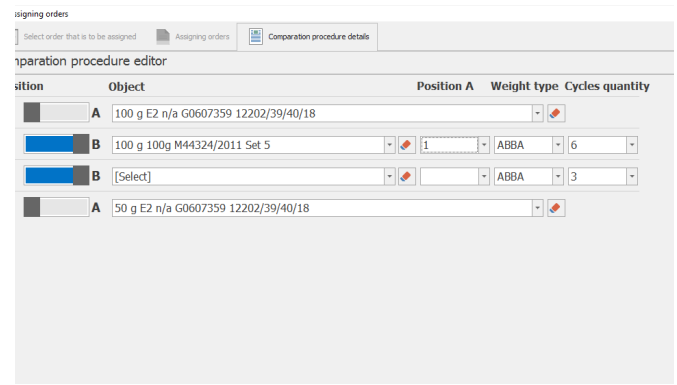 ssigning orders
Select order that is to be assigned Assigning orders Comparation procedure details
nparation procedure editor
sition Object Position A Weight type Cycles quantity
A 100 g E2 n/a G0607359 12202/39/40/18
B 100 g 100g M44324/2011 Set 5 1 ABBA 6
B [Select] ABBA 3
A 50 g E2 n/a G0607359 12202/39/40/18